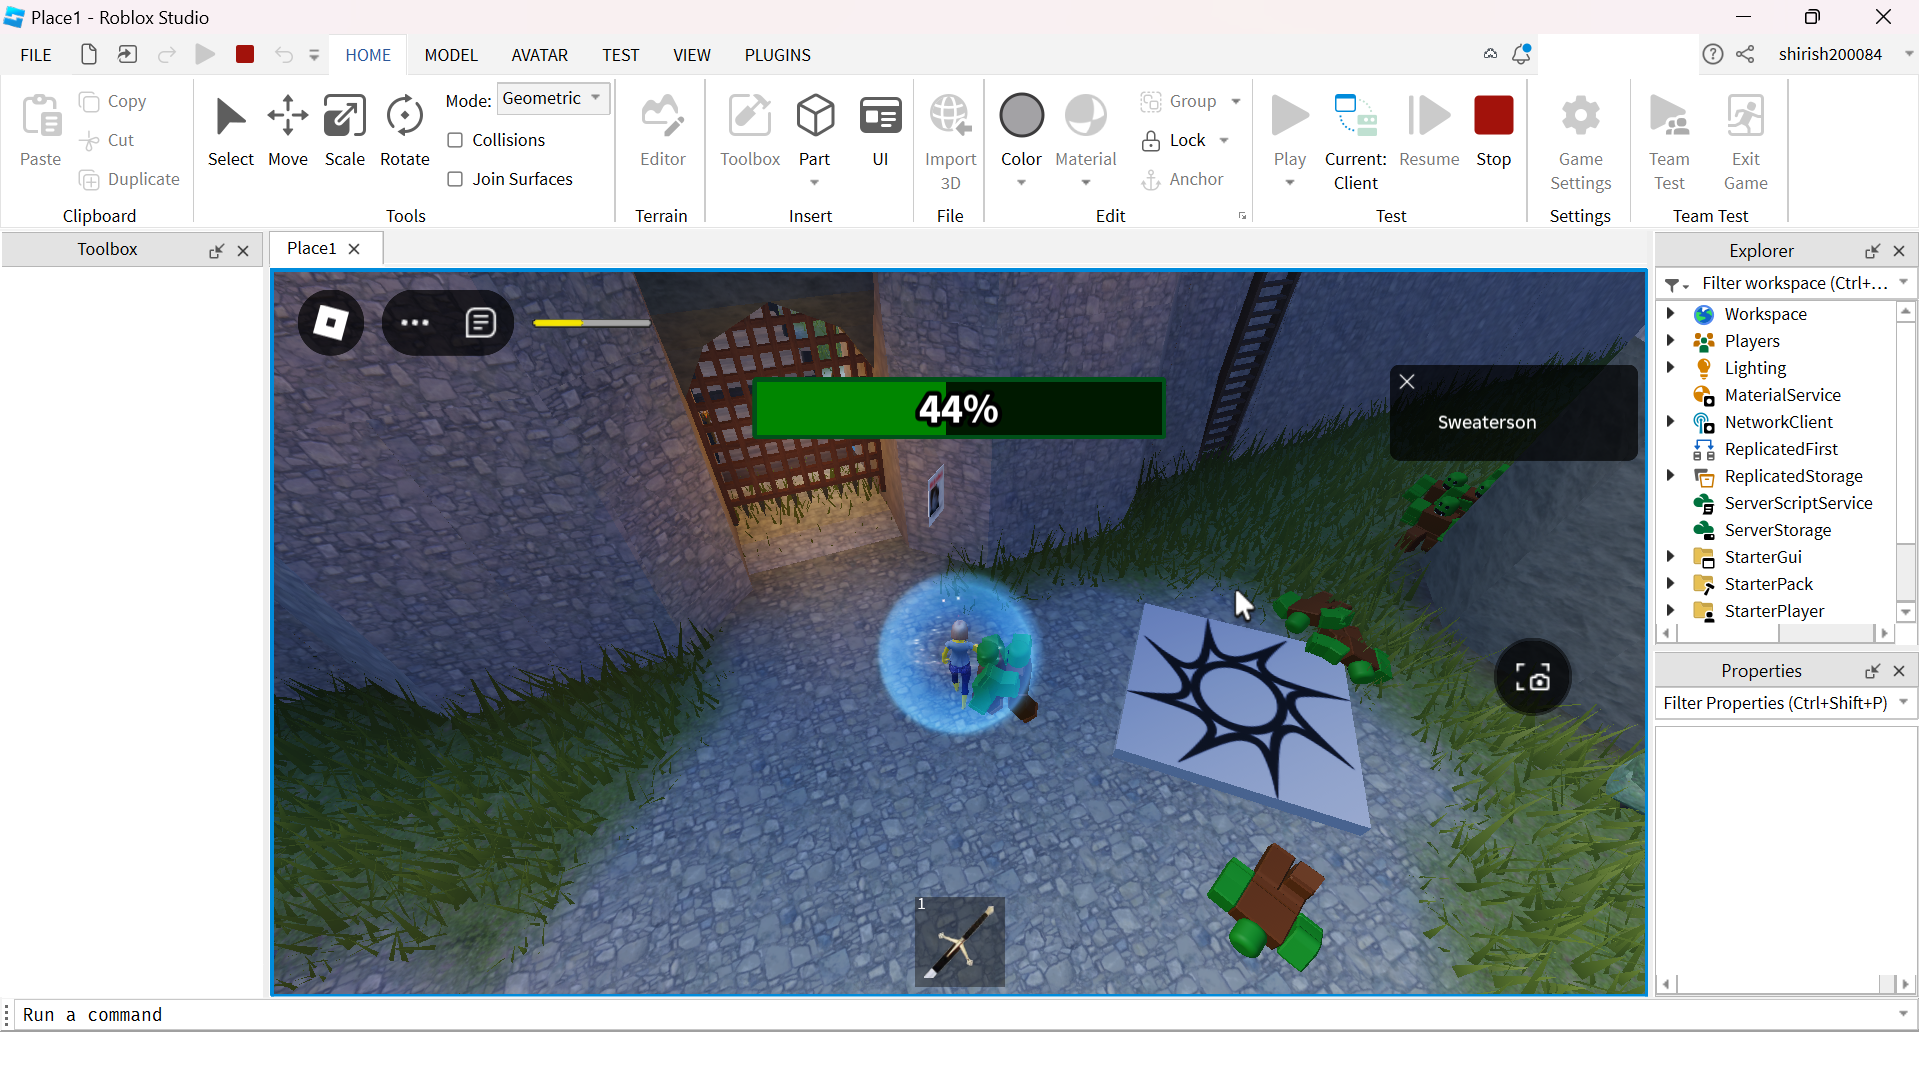 Place1 - Roblox Studio
FILE HOME MODEL AVATAR TEST VIEW PLUGINS shirish200084
Paste
Copy
Cut
Duplicate
Clipboard
Select Move Scale Rotate
Mode: Geometric
Collisions
Join Surfaces
Tools
Editor
Terrain
Toolbox Part UI
Insert
Import
3D
File
Color Material
Group
Lock
Anchor
Edit
Play
Current:
Client
Resume Stop
Test
Game
Settings
Settings
Team
Test
Exit
Game
Team Test
Toolbox
Place1
44%
Sweaterson
1
Explorer
Filter workspace (Ctrl+...
Workspace
Players
Lighting
MaterialService
NetworkClient
ReplicatedFirst
ReplicatedStorage
ServerScriptService
ServerStorage
StarterGui
StarterPack
StarterPlayer
Properties
Filter Properties (Ctrl+Shift+P)
Run a command